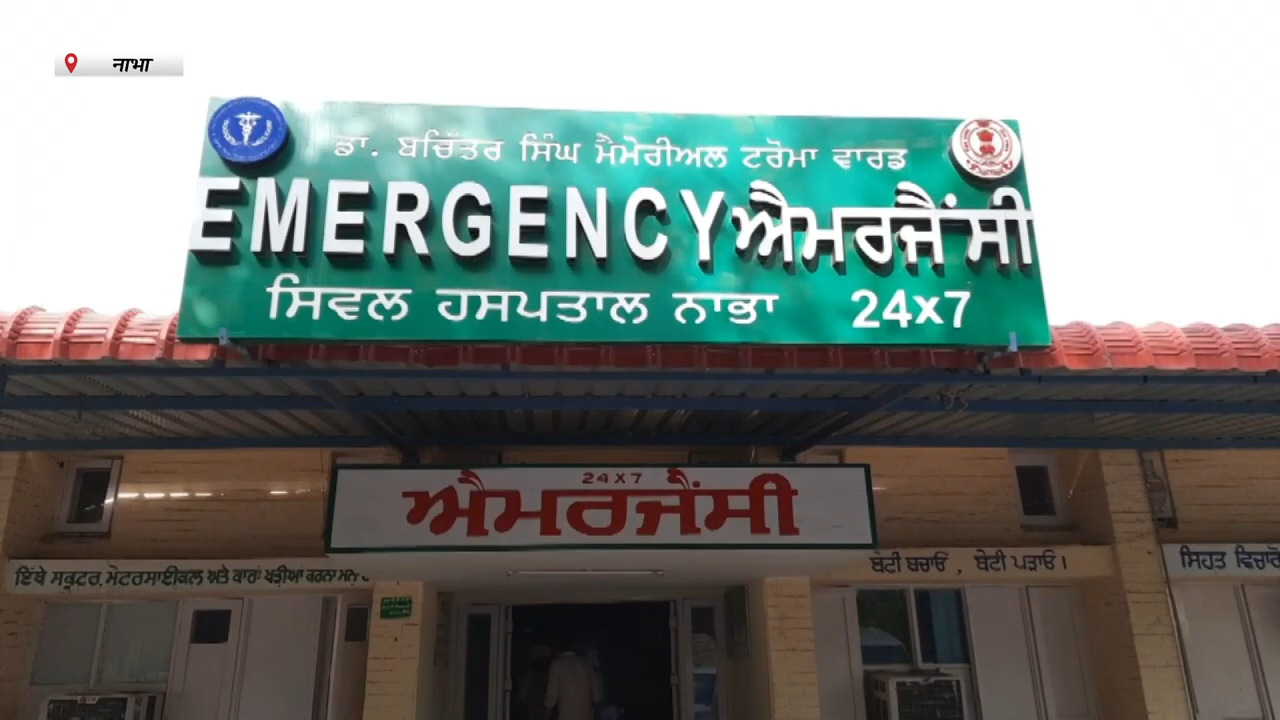 ਨਾਭਾ
ਡਾ. ਬਚਿੱਤਰ ਸਿੰਘ ਮੈਮੋਰੀਅਲ ਟਰੋਮਾ ਵਾਰਡ
EMERGENCY ਐਮਰਜੈਂਸੀ
ਸਿਵਲ ਹਸਪਤਾਲ ਨਾਭਾ 24x7
24X7
ਐਮਰਜੈਂਸੀ
ਇੱਥੇ ਸਕੂਟਰ, ਮੋਟਰਸਾਈਕਲ ਅਤੇ ਕਾਰਾਂ ਖੜੀਆਂ ਕਰਨਾ
ਬੇਟੀ ਬਚਾਓ , ਬੇਟੀ ਪੜਾਓ ।
ਸਿਹਤ